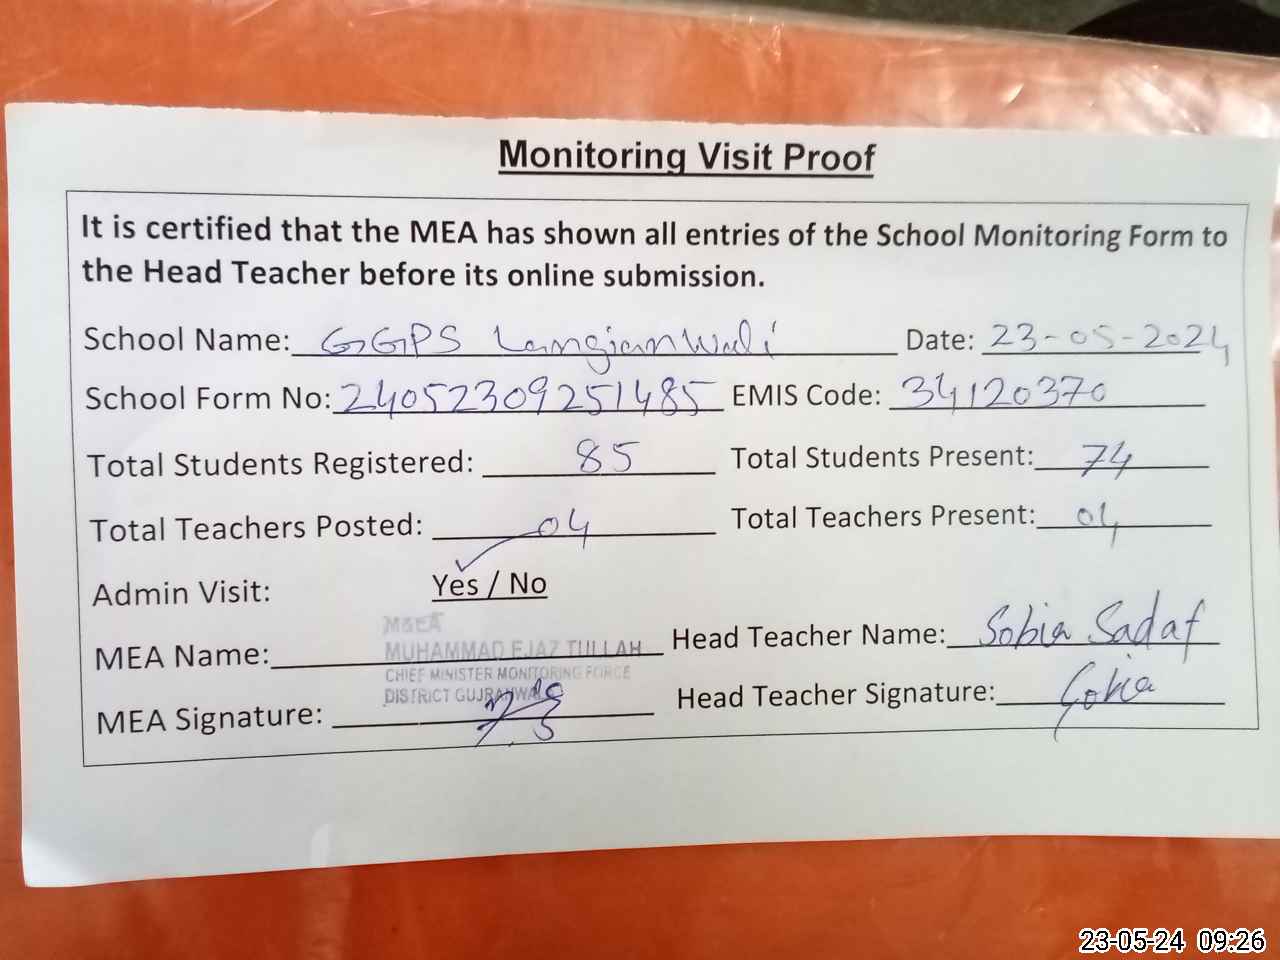 Monitoring Visit Proof
It is certified that the MEA has shown all entries of the School Monitoring Form to
the Head Teacher before its online submission.
School Name: GGPS Langianwali Date: 23-05-2024
School Form No: 24052309251485 EMIS Code: 34120370
Total Students Registered: 85 Total Students Present: 74
Total Teachers Posted: 04 Total Teachers Present: 04
Admin Visit: Yes / No
M&EA
MEA Name: MUHAMMAD EJAZ ULLAH Head Teacher Name: Sobia Sadaf
CHIEF MINISTER MONITORING FORCE
DISTRICT GUJRANWALA
MEA Signature: Head Teacher Signature: Sobia
23-05-24 09:26